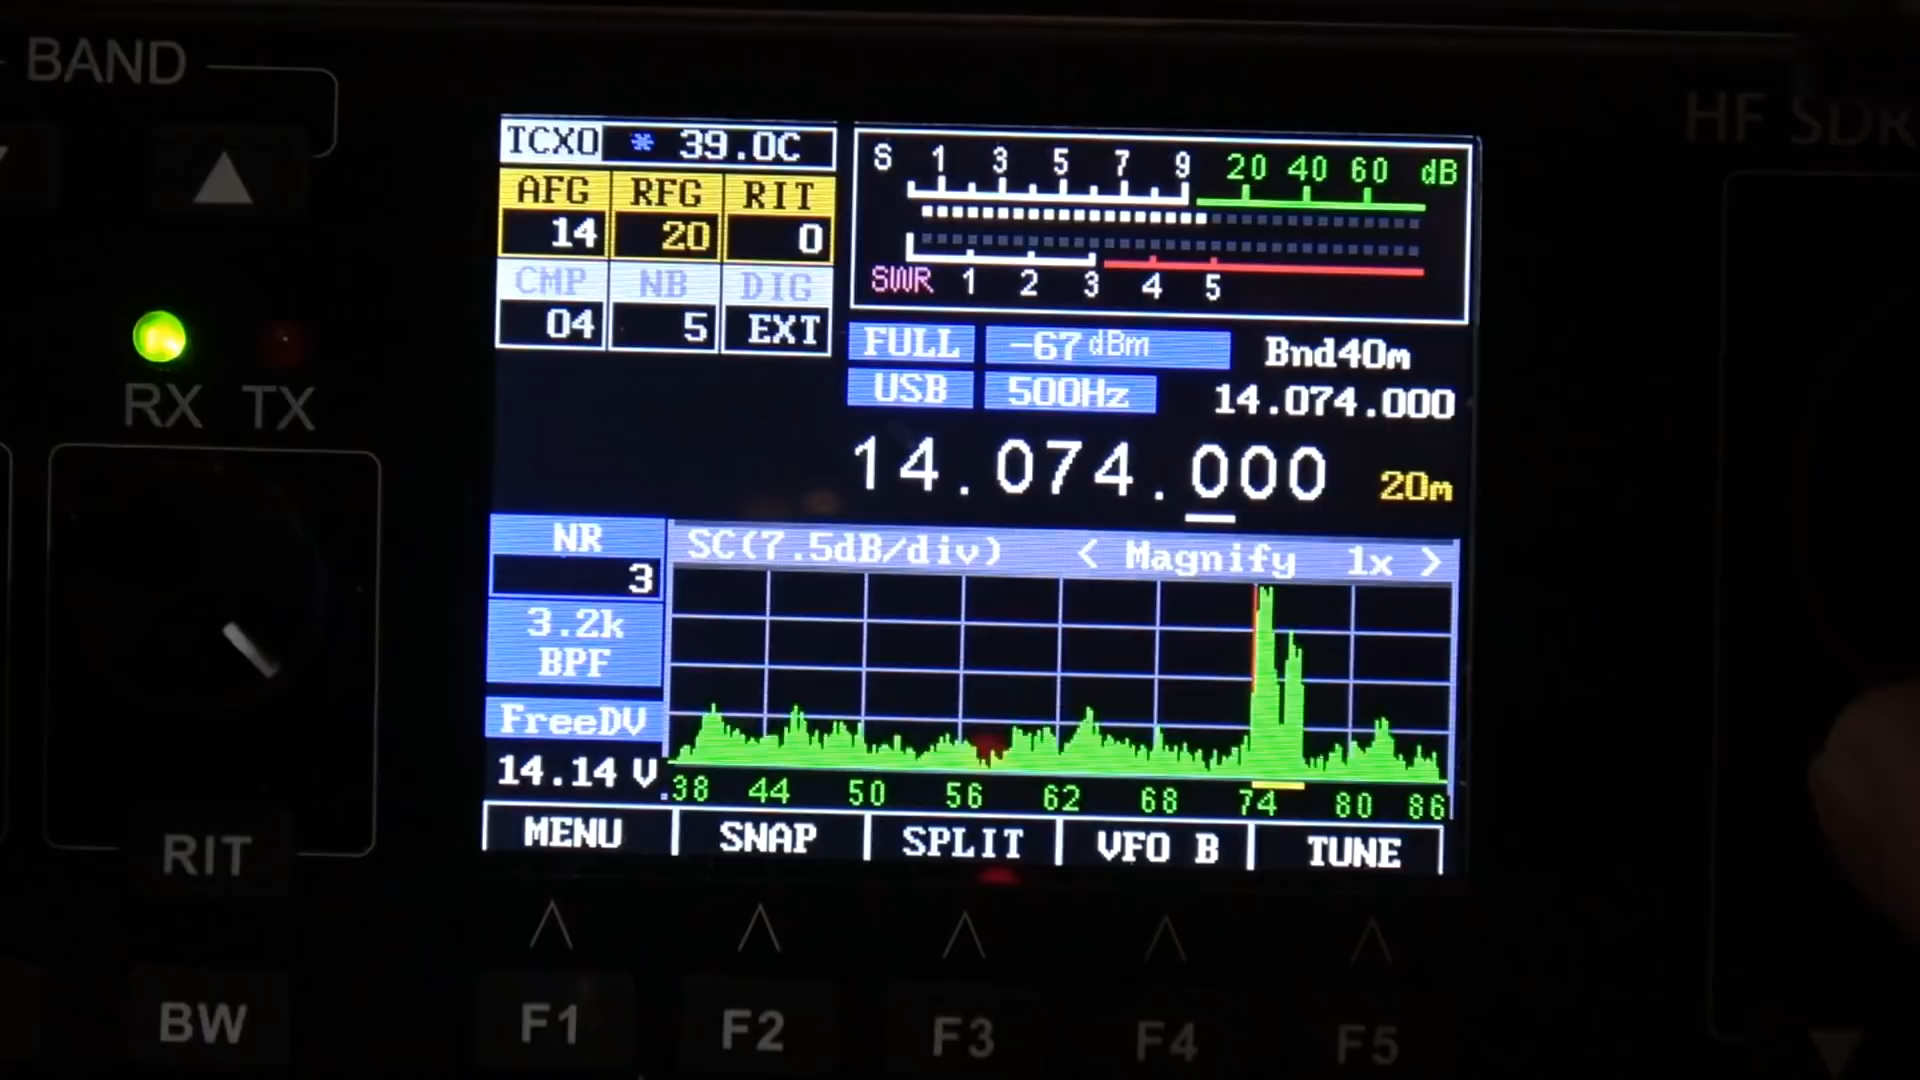 BAND
HF SDR
TCXO * 39.0C
AFG RFG RIT
14 20 0
CMP NB DIG
04 5 EXT
S 1 3 5 7 9 20 40 60 dB
SWR 1 2 3 4 5
RX TX
FULL -67 dBm Bnd40m
USB 500Hz 14.074.000
14.074.000 20m
NR
3
3.2k
BPF
FreeDV
14.14 V
SC(7.5dB/div) < Magnify 1x >
.38 44 50 56 62 68 74 80 86
MENU SNAP SPLIT VFO B TUNE
RIT
BW F1 F2 F3 F4 F5